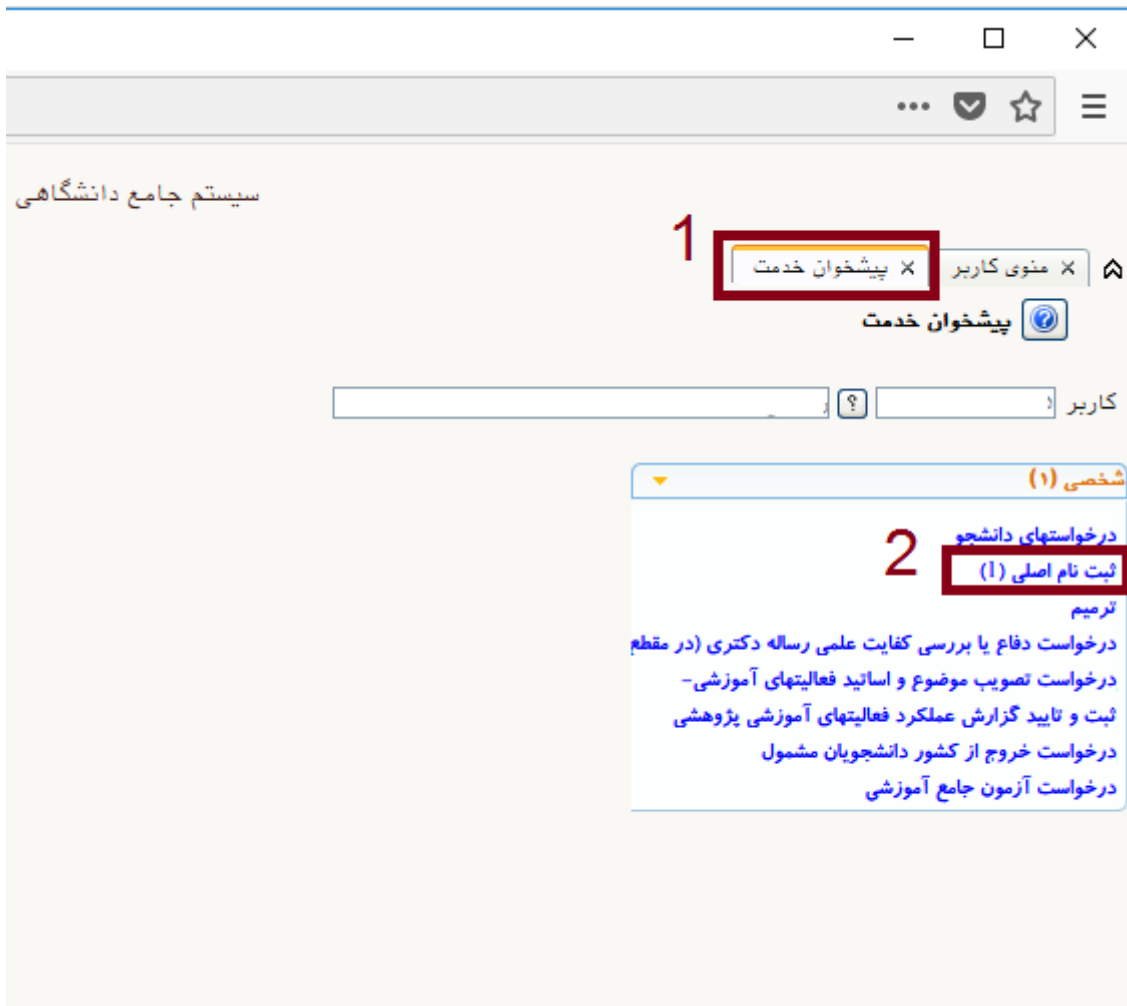 سیستم جامع دانشگاهی
1
منوی کاربر × پیشخوان خدمت ×
پیشخوان خدمت
کاربر ؟
شخصی (۱)
درخواستهای دانشجو
2
ثبت نام اصلی (1)
ترمیم
درخواست دفاع یا بررسی کفایت علمی رساله دکتری (در مقطع
درخواست تصویب موضوع و اساتید فعالیتهای آموزشی-
ثبت و تایید گزارش عملکرد فعالیتهای آموزشی پژوهشی
درخواست خروج از کشور دانشجویان مشمول
درخواست آزمون جامع آموزشی